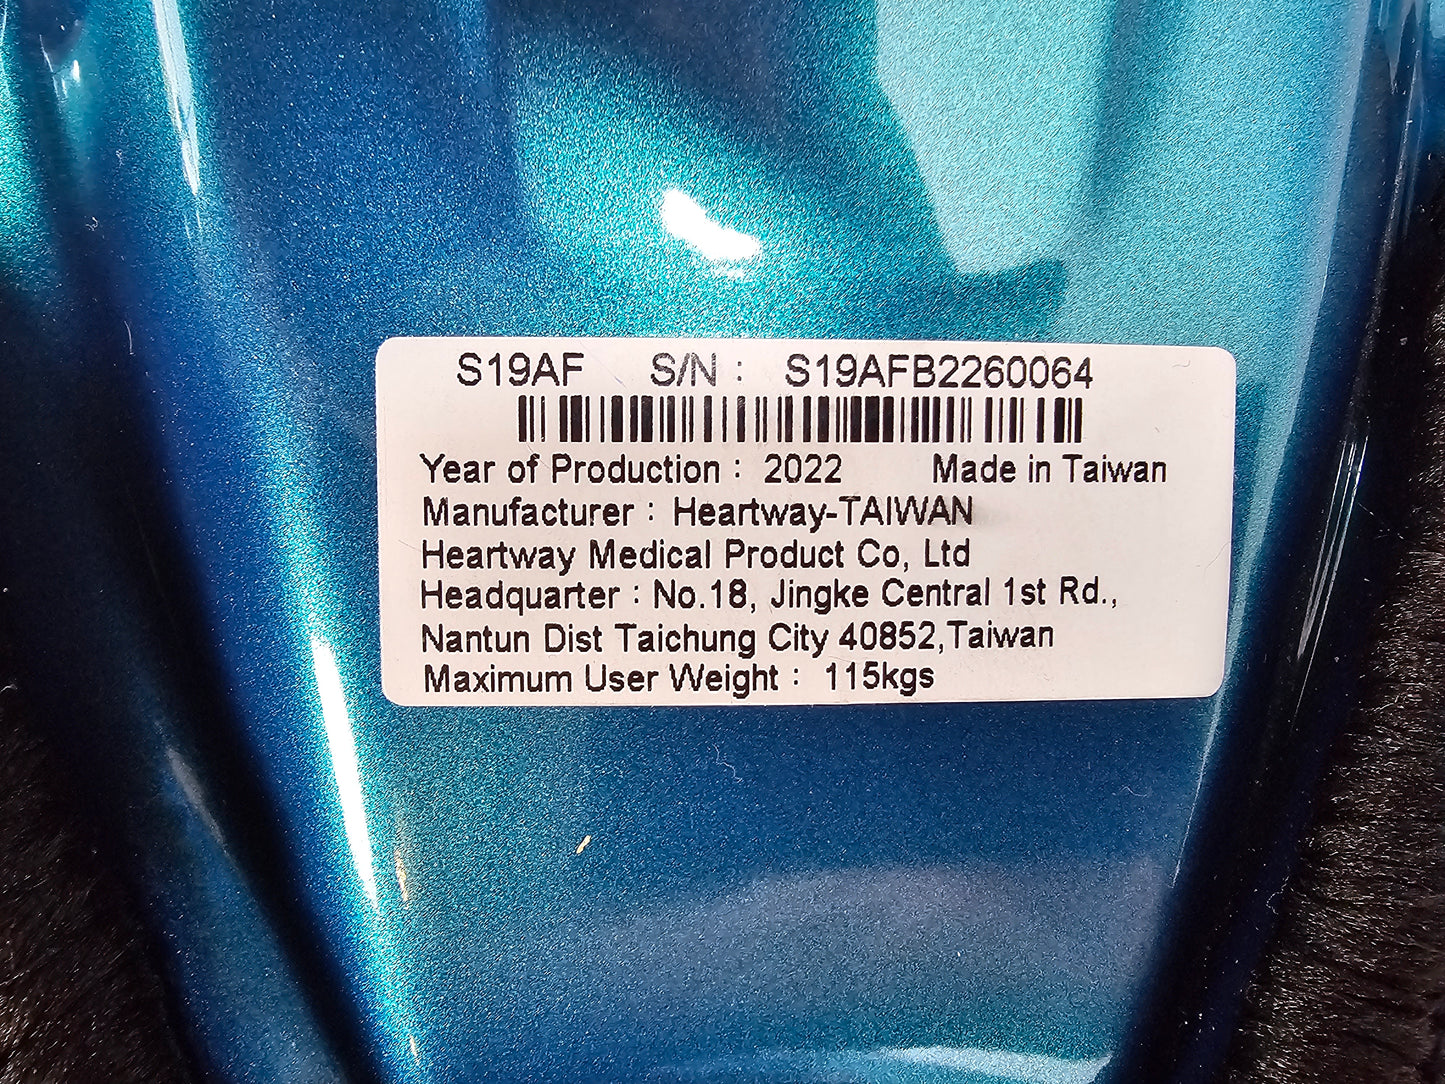 S19AF S/N : S19AFB2260064
Year of Production : 2022 Made in Taiwan
Manufacturer : Heartway-TAIWAN
Heartway Medical Product Co, Ltd
Headquarter : No.18, Jingke Central 1st Rd.,
Nantun Dist Taichung City 40852,Taiwan
Maximum User Weight : 115kgs